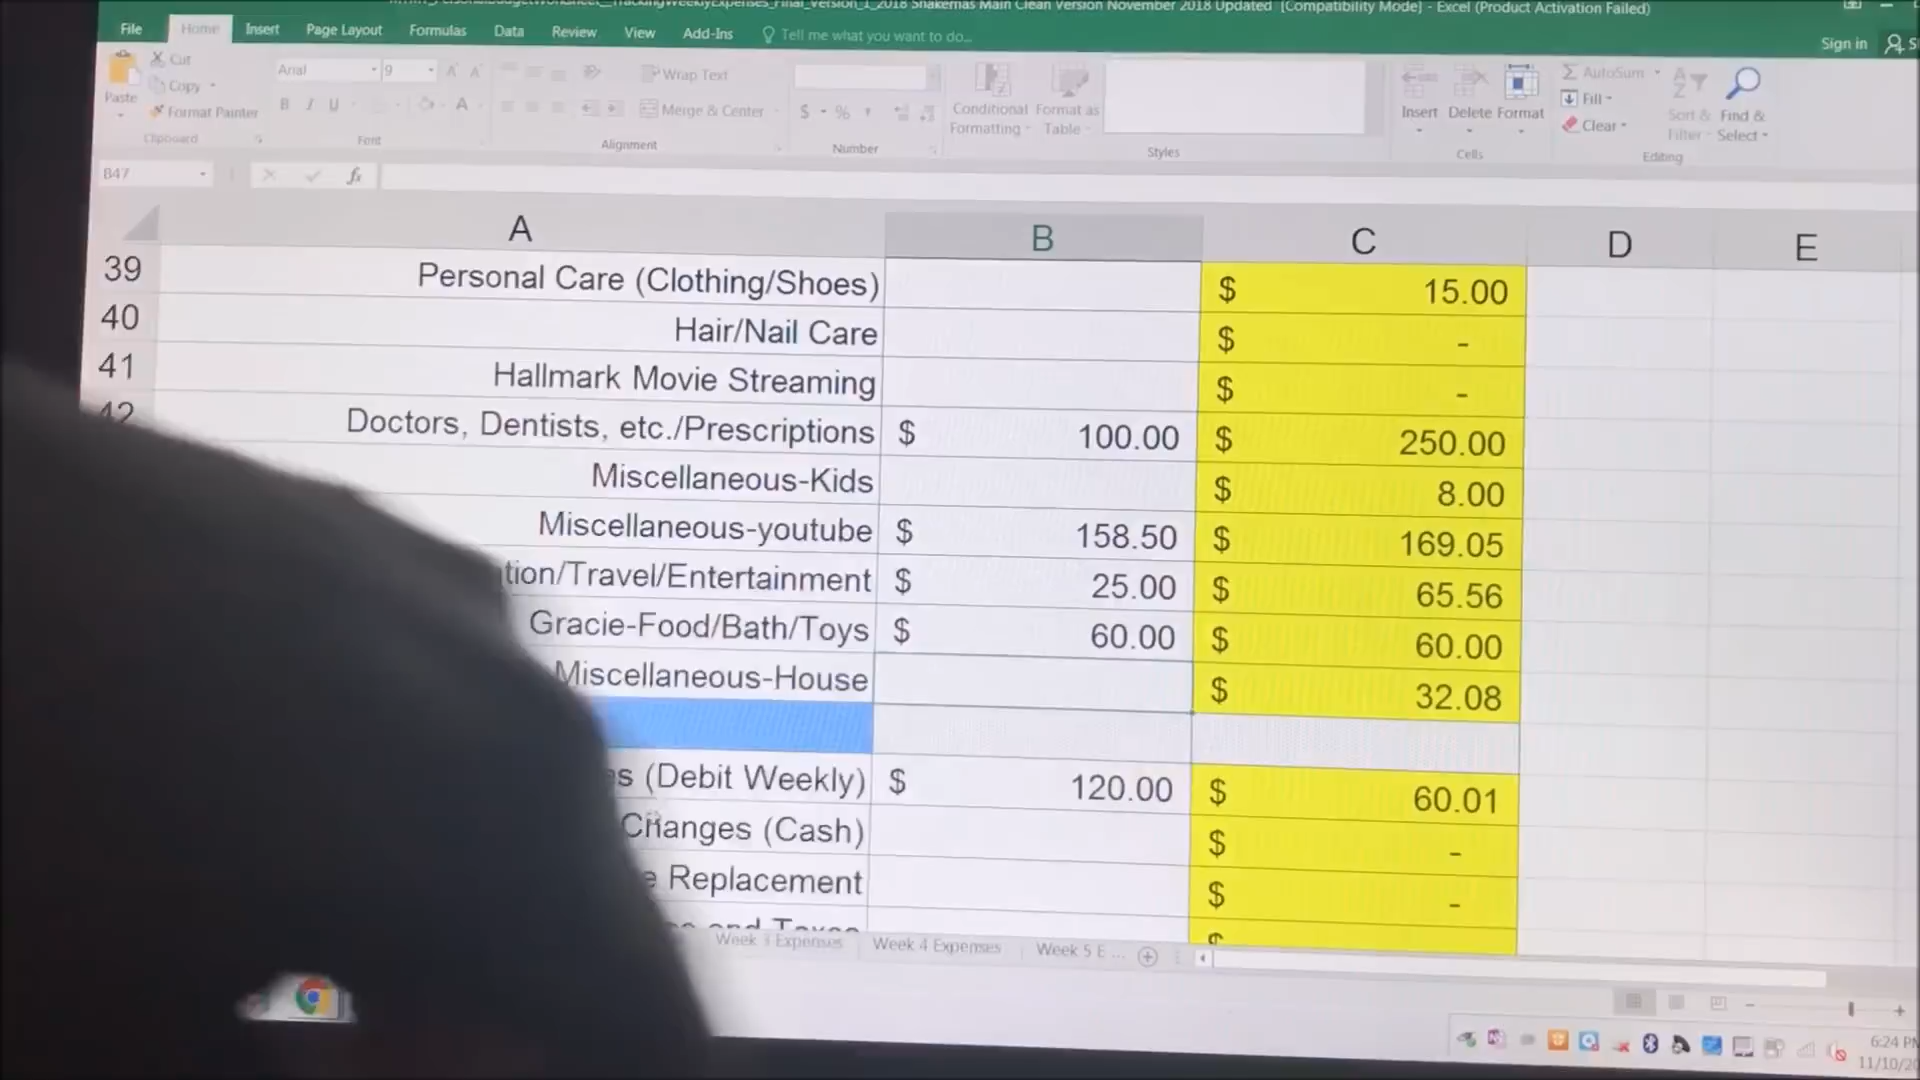 Final_Version_1_2018 Shakemas Main Clean Version November 2018 Updated [Compatibility Mode] - Excel (Product Activation Failed)
File Home Insert Page Layout Formulas Data Review View Add-Ins Tell me what you want to do... Sign in
Paste Cut Copy Format Painter Clipboard
Arial 9 B I U A Font
Wrap Text Merge & Center Alignment
$ % Number
Conditional Formatting Format as Table Styles
Insert Delete Format Cells
AutoSum Fill Clear Sort & Filter Find & Select Editing
B47 fx
A B C D E
39 Personal Care (Clothing/Shoes) $ 15.00
40 Hair/Nail Care $ -
41 Hallmark Movie Streaming $ -
42 Doctors, Dentists, etc./Prescriptions $ 100.00 $ 250.00
Miscellaneous-Kids $ 8.00
Miscellaneous-youtube $ 158.50 $ 169.05
tion/Travel/Entertainment $ 25.00 $ 65.56
Gracie-Food/Bath/Toys $ 60.00 $ 60.00
Miscellaneous-House $ 32.08
(Debit Weekly) $ 120.00 $ 60.01
Changes (Cash) $ -
Replacement $ -
and Taxes $
Week 3 Expenses Week 4 Expenses Week 5 E ...
6:24 PM
11/10/20